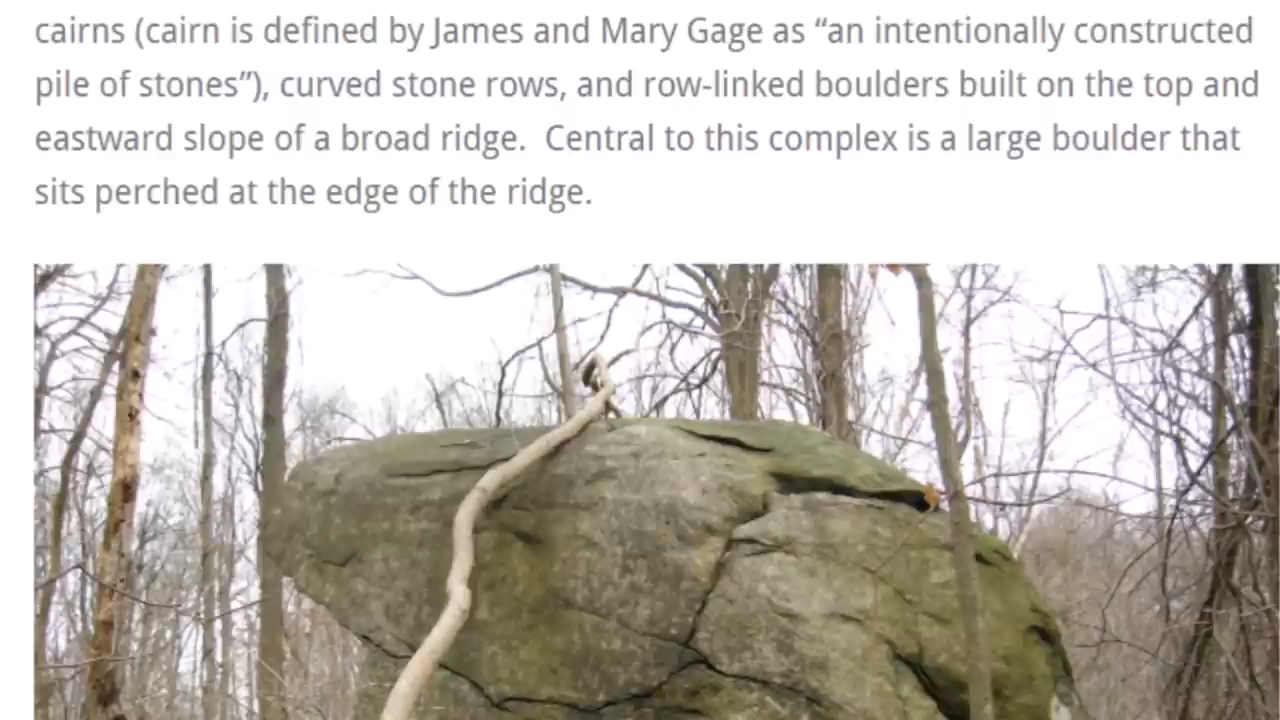 cairns (cairn is defined by James and Mary Gage as “an intentionally constructed
pile of stones”), curved stone rows, and row-linked boulders built on the top and
eastward slope of a broad ridge.  Central to this complex is a large boulder that
sits perched at the edge of the ridge.